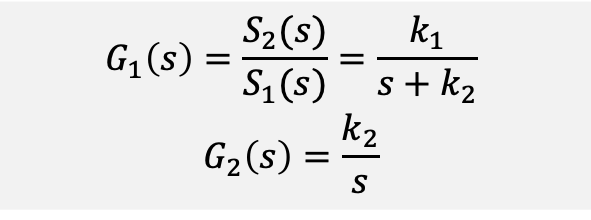 G₁(s) = S₂(s)/S₁(s) = k₁/(s + k₂)
G₂(s) = k₂/s